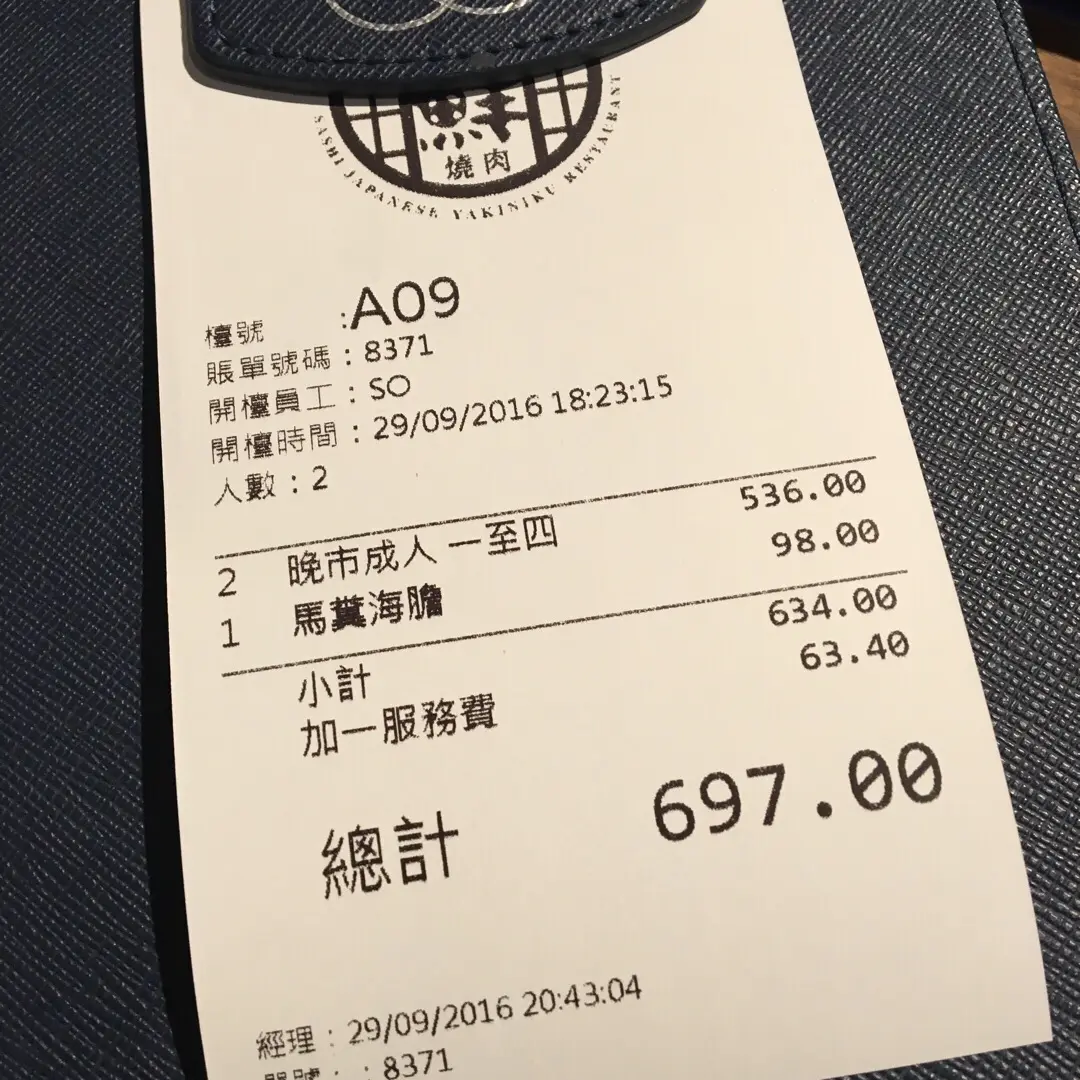 鮮
燒肉
SASHI JAPANESE YAKINIKU RESTAURANT
檯號 :A09
賬單號碼：8371
開檯員工：SO
開檯時間：29/09/2016 18:23:15
人數：2
2 晚市成人 一至四 536.00
1 馬糞海膽 98.00
小計 634.00
加一服務費 63.40
總計 697.00
經理：29/09/2016 20:43:04
單號：：8371